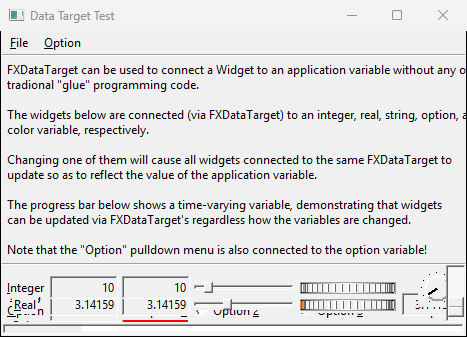 Data Target Test
File Option
FXDataTarget can be used to connect a Widget to an application variable without any o
tradional "glue" programming code.
The widgets below are connected (via FXDataTarget) to an integer, real, string, option, a
color variable, respectively.
Changing one of them will cause all widgets connected to the same FXDataTarget to
update so as to reflect the value of the application variable.
The progress bar below shows a time-varying variable, demonstrating that widgets
can be updated via FXDataTarget's regardless how the variables are changed.
Note that the "Option" pulldown menu is also connected to the option variable!
Integer 10 10
Real 3.14159 3.14159
Option 2